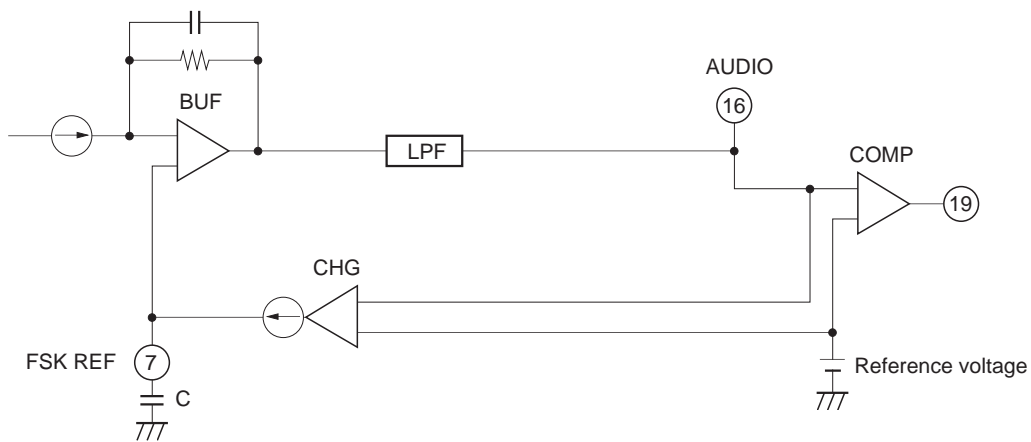 BUF
AUDIO
16
LPF
COMP
19
CHG
FSK REF
7
C
Reference voltage